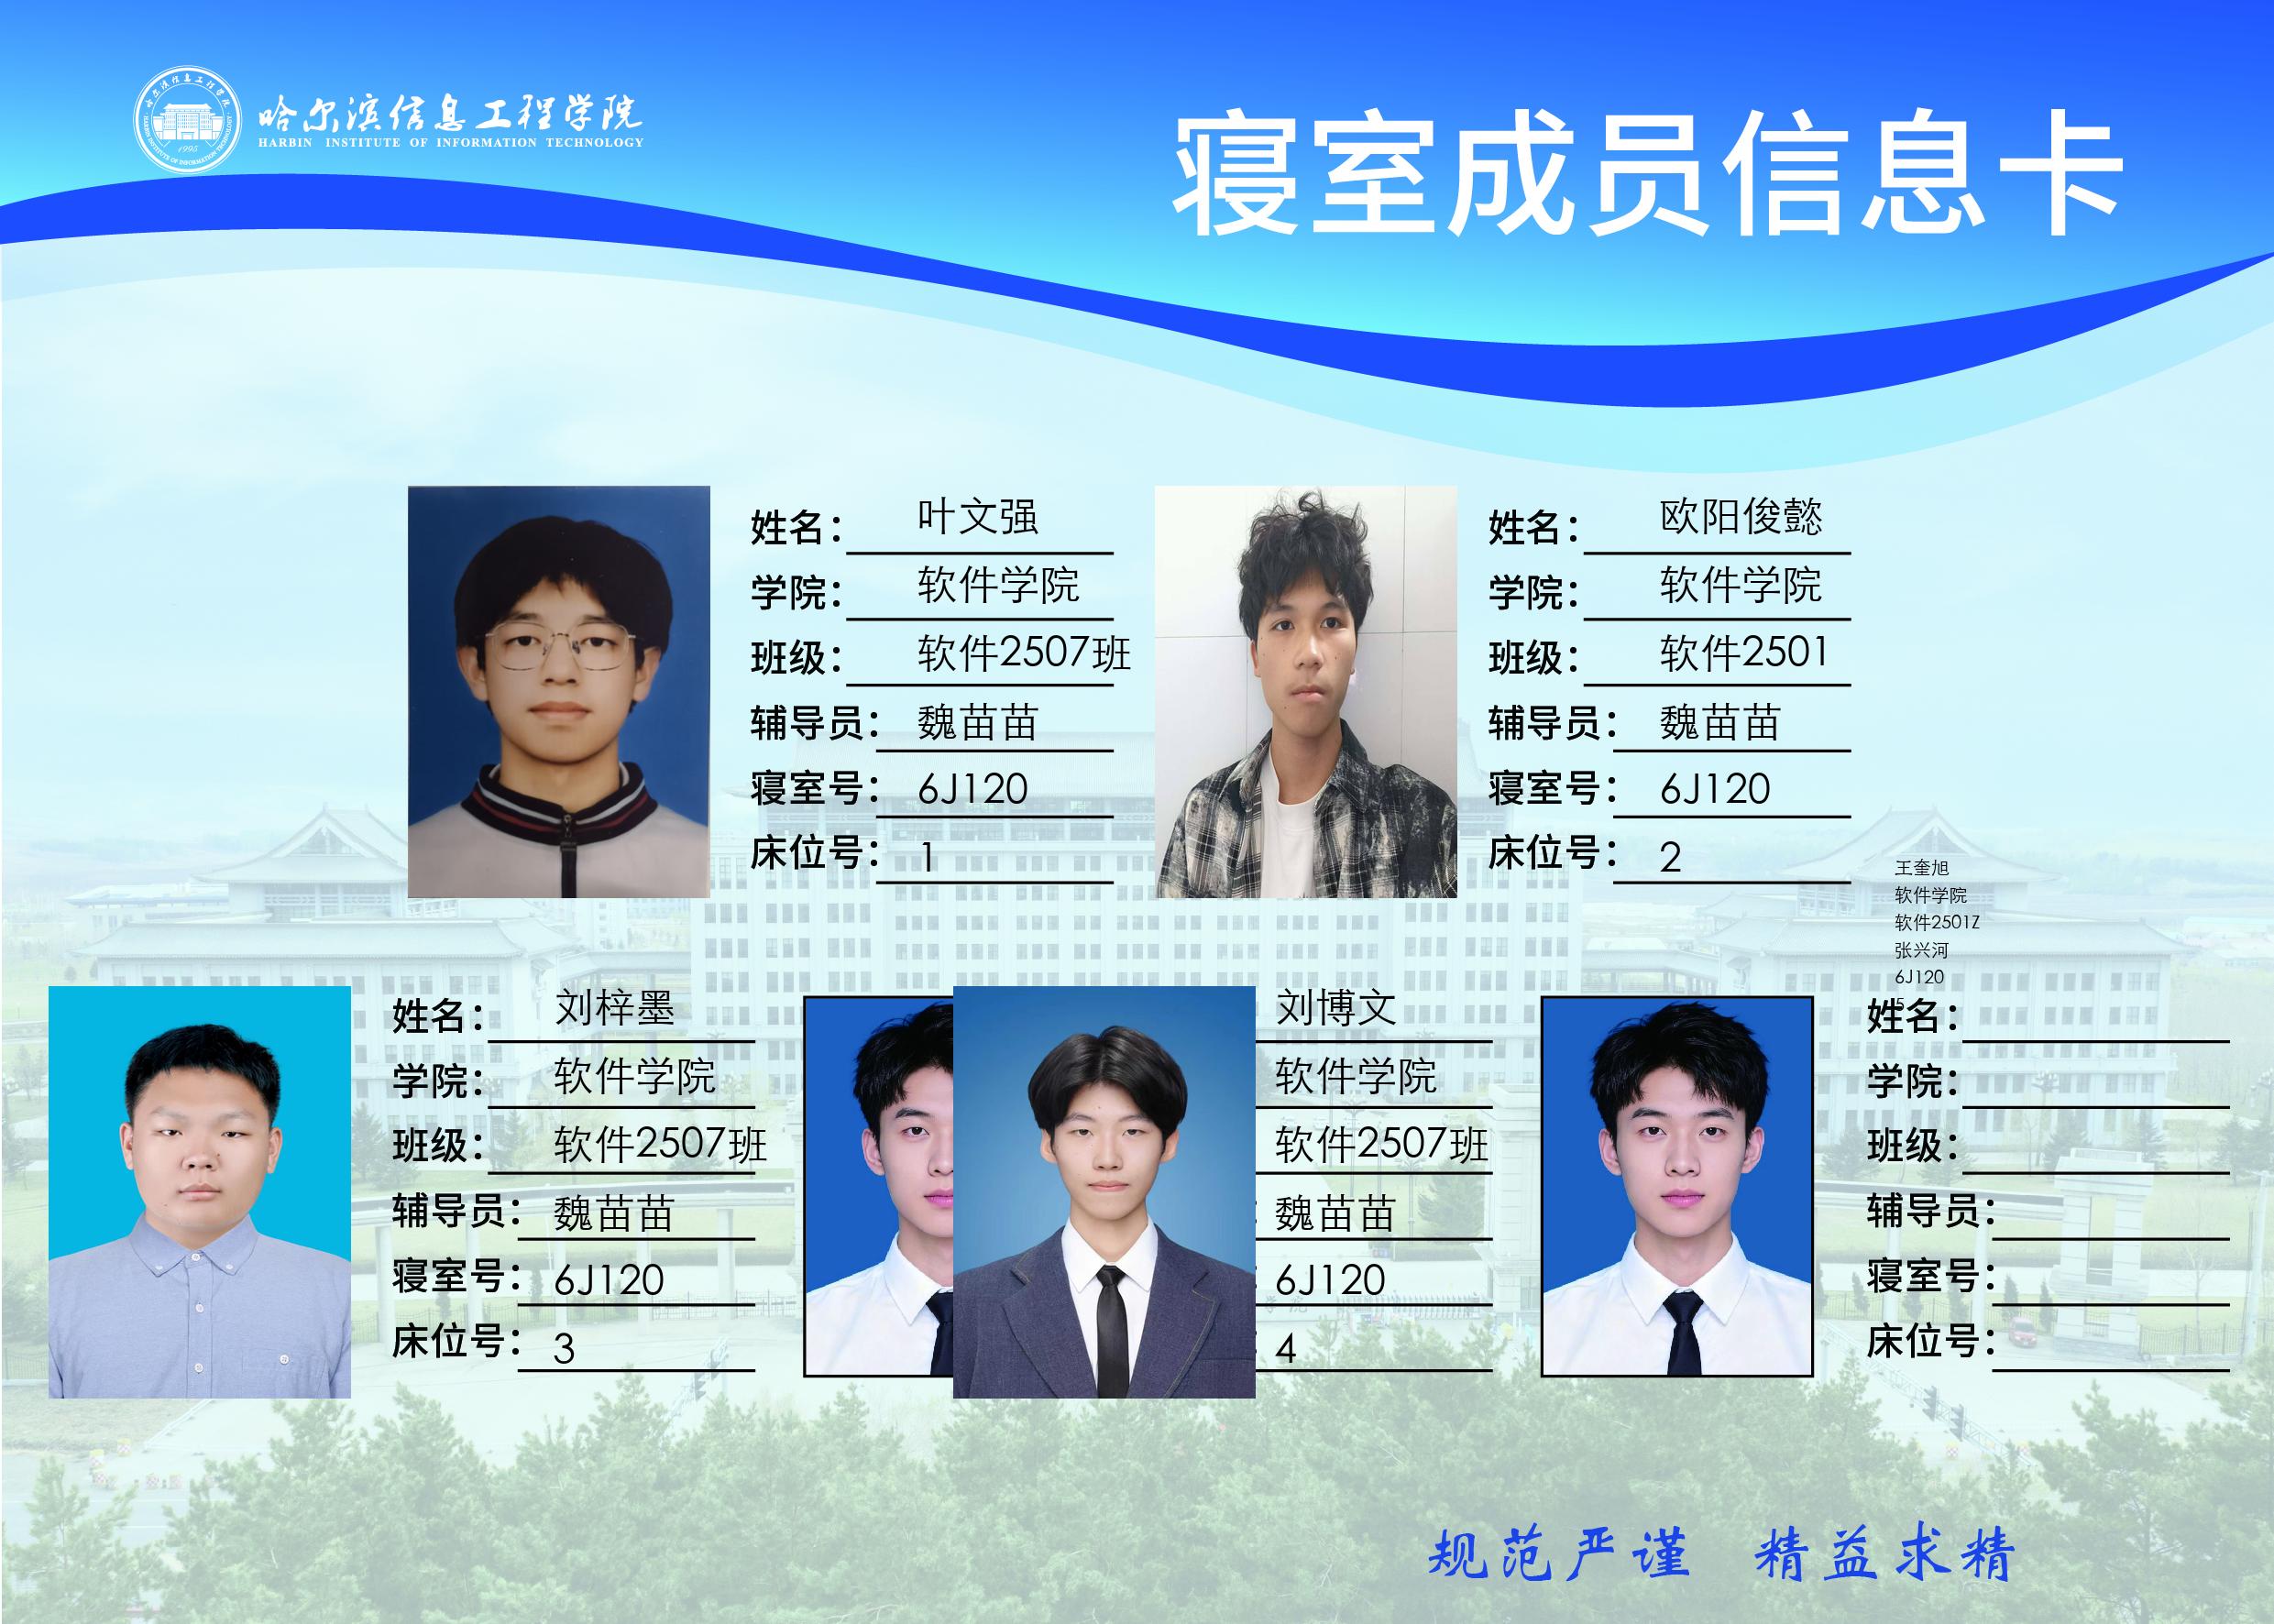 哈尔滨信息工程学院
HARBIN INSTITUTE OF INFORMATION TECHNOLOGY
1995
寝室成员信息卡
姓名： 叶文强
学院： 软件学院
班级： 软件2507班
辅导员： 魏苗苗
寝室号： 6J120
床位号： 1
姓名： 欧阳俊懿
学院： 软件学院
班级： 软件2501
辅导员： 魏苗苗
寝室号： 6J120
床位号： 2
王奎旭
软件学院
软件2501Z
张兴河
6J120
5
姓名： 刘梓墨
学院： 软件学院
班级： 软件2507班
辅导员： 魏苗苗
寝室号： 6J120
床位号： 3
刘博文
软件学院
软件2507班
魏苗苗
6J120
4
姓名：
学院：
班级：
辅导员：
寝室号：
床位号：
规范严谨 精益求精